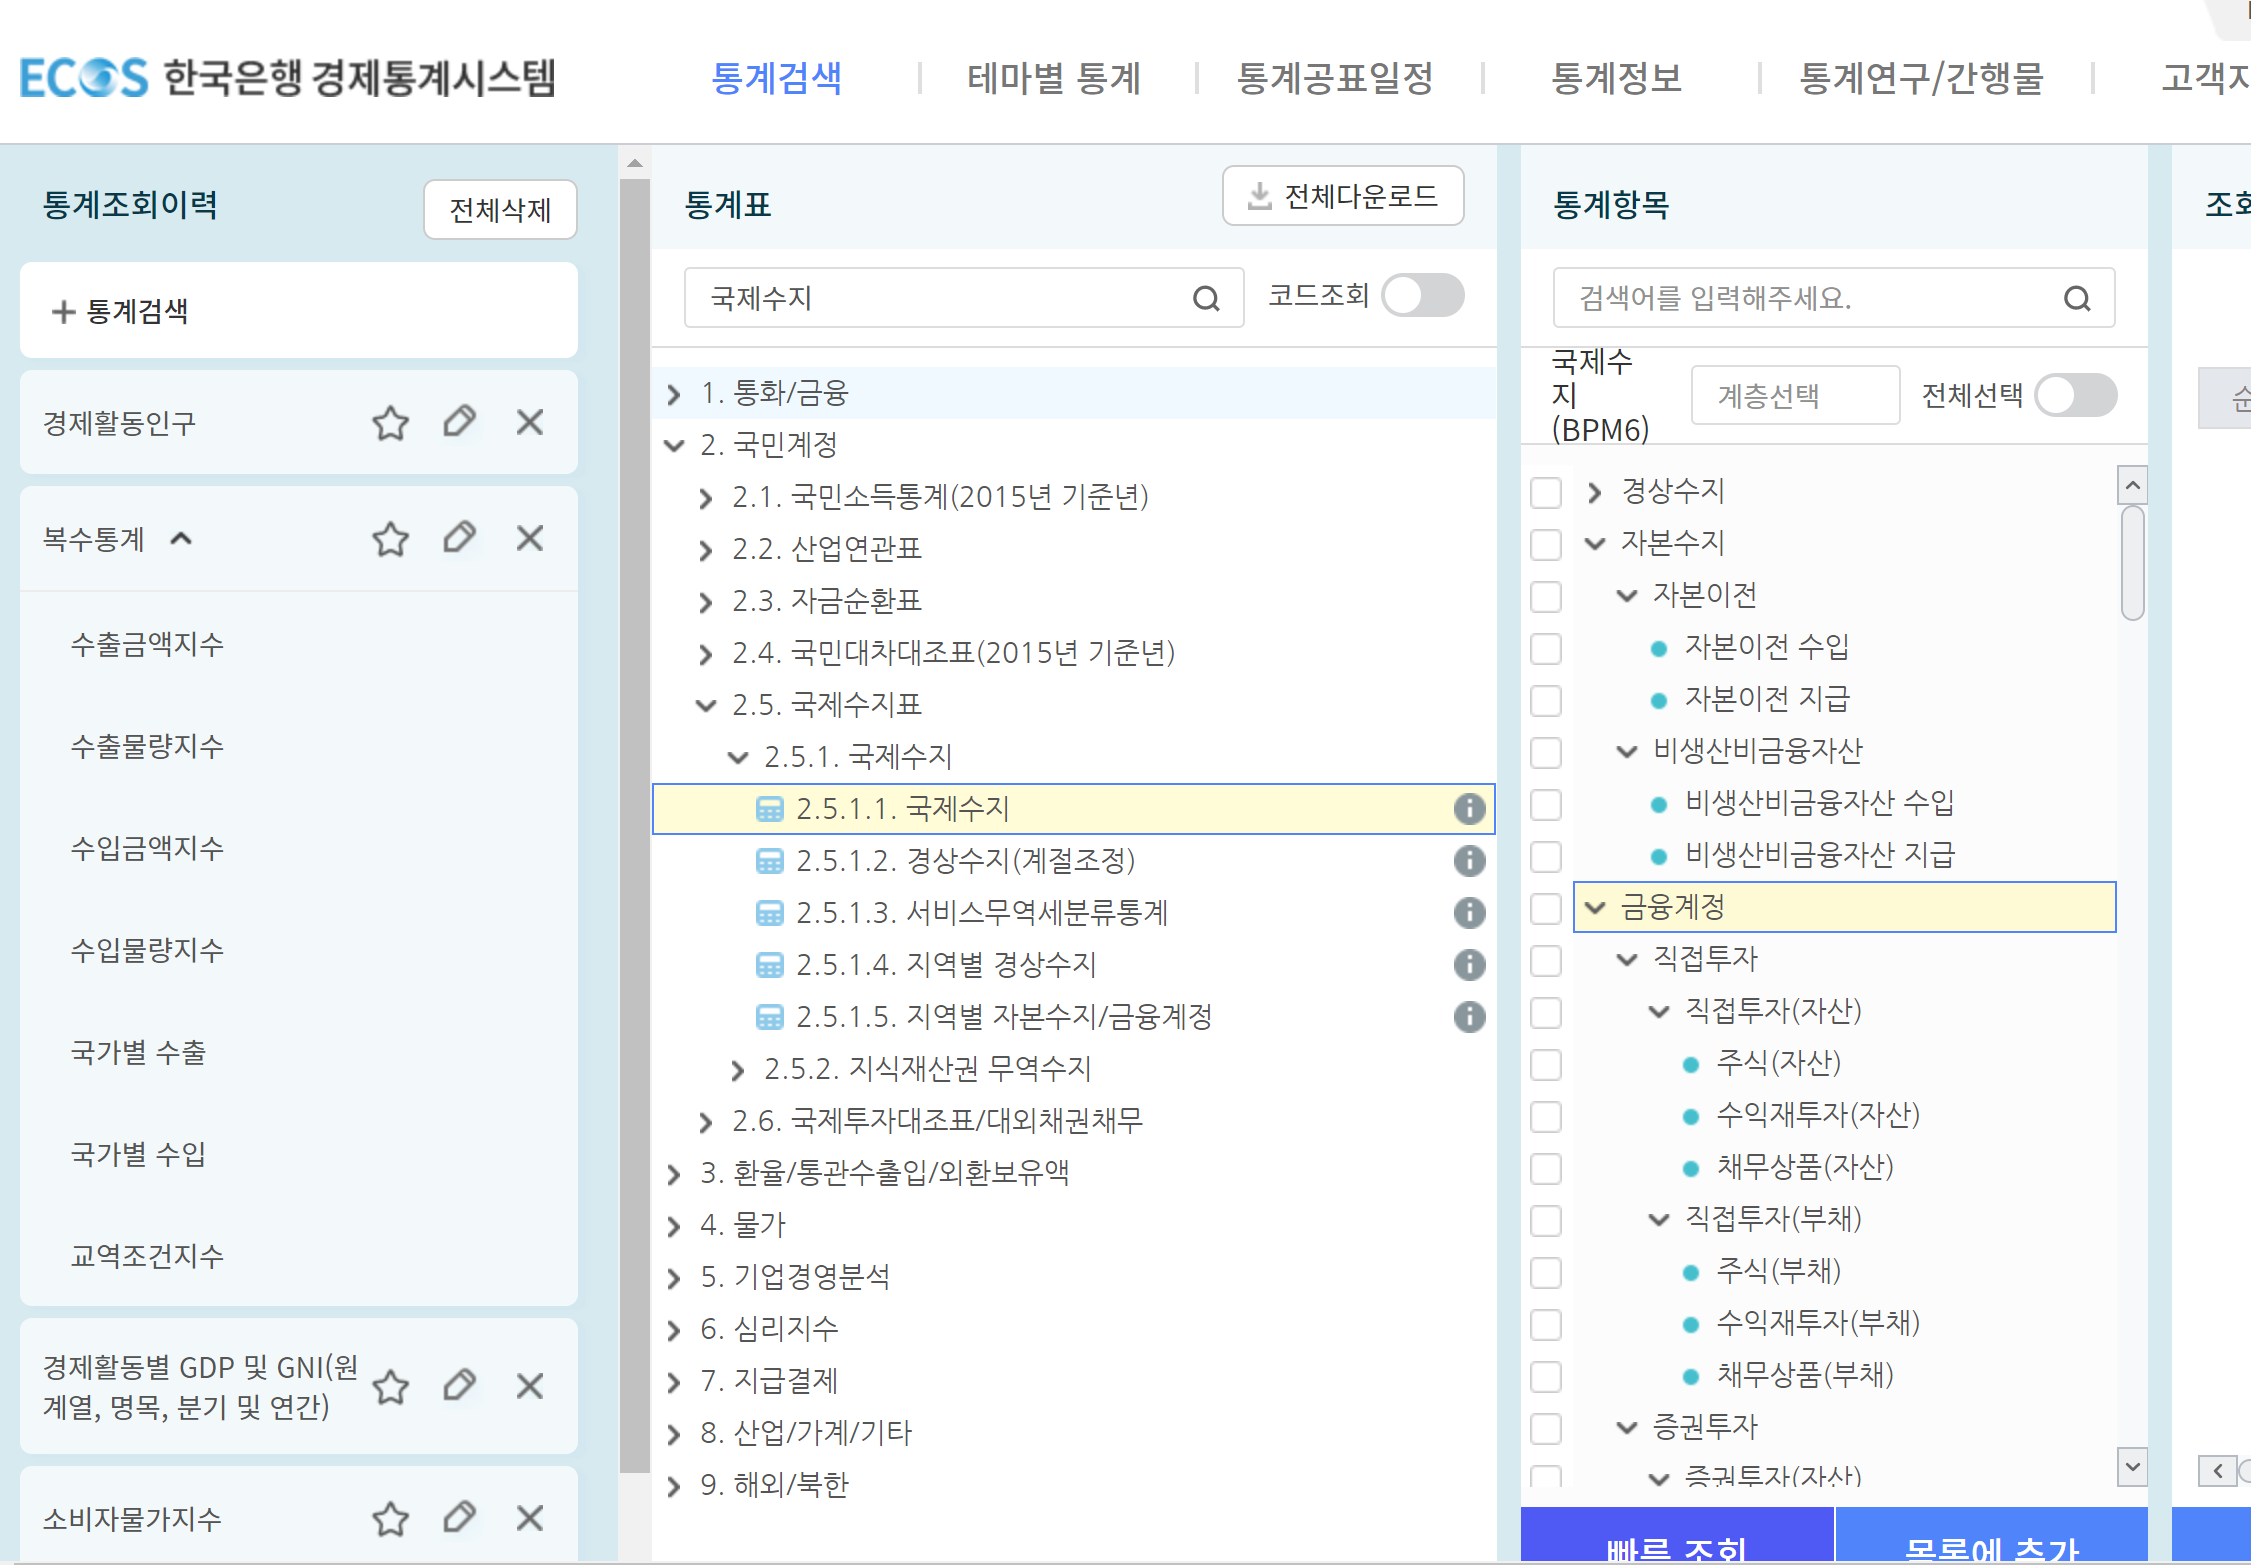 ECOS 한국은행 경제통계시스템
통계검색
테마별 통계
통계공표일정
통계정보
통계연구/간행물
통계조회이력
전체삭제
+ 통계검색
경제활동인구
복수통계
수출금액지수
수출물량지수
수입금액지수
수입물량지수
국가별 수출
국가별 수입
교역조건지수
경제활동별 GDP 및 GNI(원
계열, 명목, 분기 및 연간)
소비자물가지수
통계표
전체다운로드
국제수지
코드조회
1. 통화/금융
2. 국민계정
2.1. 국민소득통계(2015년 기준년)
2.2. 산업연관표
2.3. 자금순환표
2.4. 국민대차대조표(2015년 기준년)
2.5. 국제수지표
2.5.1. 국제수지
2.5.1.1. 국제수지
2.5.1.2. 경상수지(계절조정)
2.5.1.3. 서비스무역세분류통계
2.5.1.4. 지역별 경상수지
2.5.1.5. 지역별 자본수지/금융계정
2.5.2. 지식재산권 무역수지
2.6. 국제투자대조표/대외채권채무
3. 환율/통관수출입/외환보유액
4. 물가
5. 기업경영분석
6. 심리지수
7. 지급결제
8. 산업/가계/기타
9. 해외/북한
통계항목
검색어를 입력해주세요.
국제수
지
(BPM6)
계층선택
전체선택
경상수지
자본수지
자본이전
자본이전 수입
자본이전 지급
비생산비금융자산
비생산비금융자산 수입
비생산비금융자산 지급
금융계정
직접투자
직접투자(자산)
주식(자산)
수익재투자(자산)
채무상품(자산)
직접투자(부채)
주식(부채)
수익재투자(부채)
채무상품(부채)
증권투자
증권투자(자산)
빠른 조회
목록에 추가